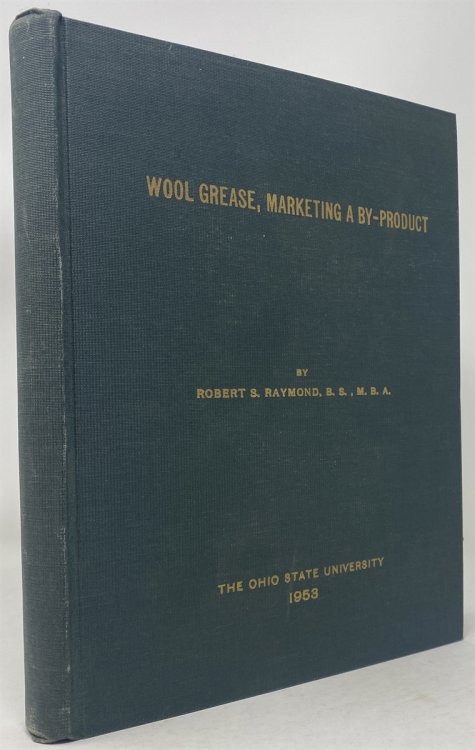 WOOL GREASE, MARKETING A BY-PRODUCT
BY
ROBERT S. RAYMOND, B. S., M. B. A.
THE OHIO STATE UNIVERSITY
1953